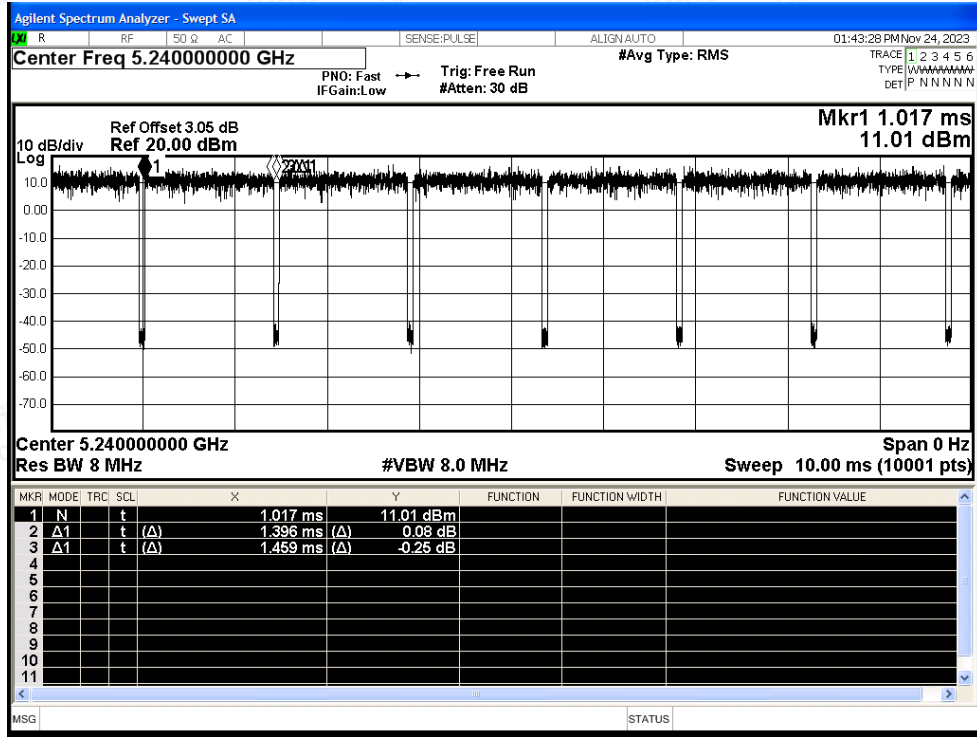 Agilent Spectrum Analyzer - Swept SA
LXI R RF 50 Ω AC SENSE:PULSE ALIGN AUTO 01:43:28 PM Nov 24, 2023
Center Freq 5.240000000 GHz
PNO: Fast
IFGain:Low
Trig: Free Run
#Atten: 30 dB
#Avg Type: RMS
TRACE 1 2 3 4 5 6
TYPE W
DET P N N N N N
Mkr1 1.017 ms
11.01 dBm
Ref Offset 3.05 dB
10 dB/div Ref 20.00 dBm
Log
1
10.0
0.00
-10.0
-20.0
-30.0
-40.0
-50.0
-60.0
-70.0
Center 5.240000000 GHz Span 0 Hz
Res BW 8 MHz #VBW 8.0 MHz Sweep 10.00 ms (10001 pts)
MKR MODE TRC SCL X Y FUNCTION FUNCTION WIDTH FUNCTION VALUE
1 N t 1.017 ms 11.01 dBm
2 Δ1 t (Δ) 1.396 ms (Δ) 0.08 dB
3 Δ1 t (Δ) 1.459 ms (Δ) -0.25 dB
4
5
6
7
8
9
10
11
MSG STATUS